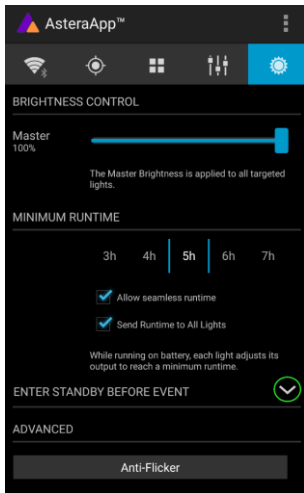 AsteraApp™
BRIGHTNESS CONTROL
Master
100%
The Master Brightness is applied to all targeted
lights.
MINIMUM RUNTIME
3h 4h 5h 6h 7h
Allow seamless runtime
Send Runtime to All Lights
While running on battery, each light adjusts its
output to reach a minimum runtime.
ENTER STANDBY BEFORE EVENT
ADVANCED
Anti-Flicker